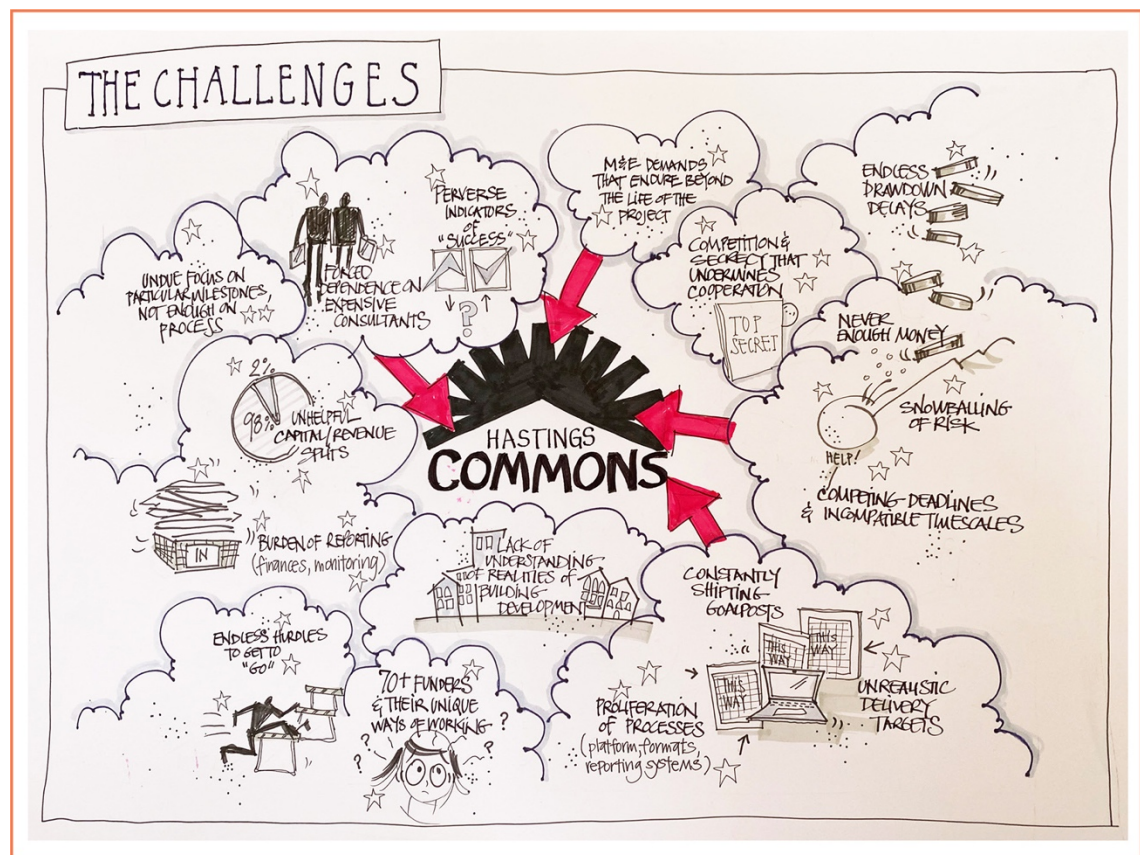 THE CHALLENGES
UNDUE FOCUS ON
PARTICULAR MILESTONES,
NOT ENOUGH ON
PROCESS
FORCED
DEPENDENCE ON
EXPENSIVE
CONSULTANTS
PERVERSE
INDICATORS
OF
"SUCCESS"
?
M&E DEMANDS
THAT ENDURE BEYOND
THE LIFE OF THE
PROJECT
COMPETITION &
SECRECY THAT
UNDERMINES
COOPERATION
TOP
SECRET
ENDLESS
DRAWDOWN
DELAYS
NEVER
ENOUGH MONEY
SNOWBALLING
OF RISK
HELP!
COMPETING DEADLINES
& INCOMPATIBLE TIMESCALES
2%
98%
UNHELPFUL
CAPITAL/REVENUE
SPLITS
HASTINGS
COMMONS
IN
BURDEN OF REPORTING
(finances, monitoring)
LACK OF
UNDERSTANDING
OF REALITIES OF
BUILDING
DEVELOPMENT
ENDLESS HURDLES
TO GET TO
"GO"
70+ FUNDERS
& THEIR UNIQUE
WAYS OF WORKING
? ? ? ?
CONSTANTLY
SHIFTING
GOALPOSTS
THIS
WAY
THIS
WAY
THIS
WAY
PROLIFERATION
OF PROCESSES
(platform, formats,
reporting systems)
UNREALISTIC
DELIVERY
TARGETS